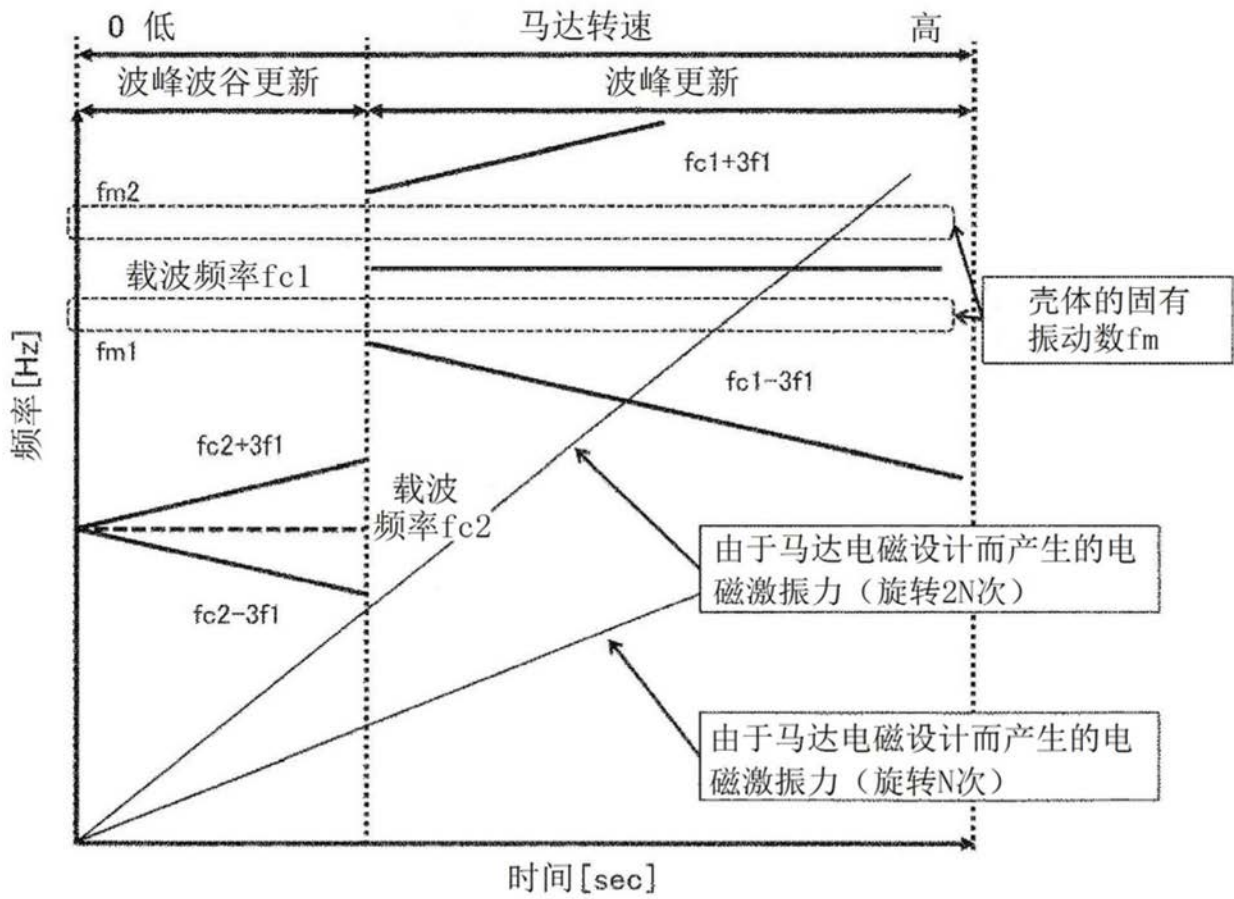 0 低
马达转速
高
波峰波谷更新
波峰更新
fc1+3f1
fm2
载波频率fc1
壳体的固有
振动数fm
fm1
fc1-3f1
频率[Hz]
fc2+3f1
载波
频率fc2
由于马达电磁设计而产生的电
磁激振力（旋转2N次）
fc2-3f1
由于马达电磁设计而产生的电
磁激振力（旋转N次）
时间[sec]